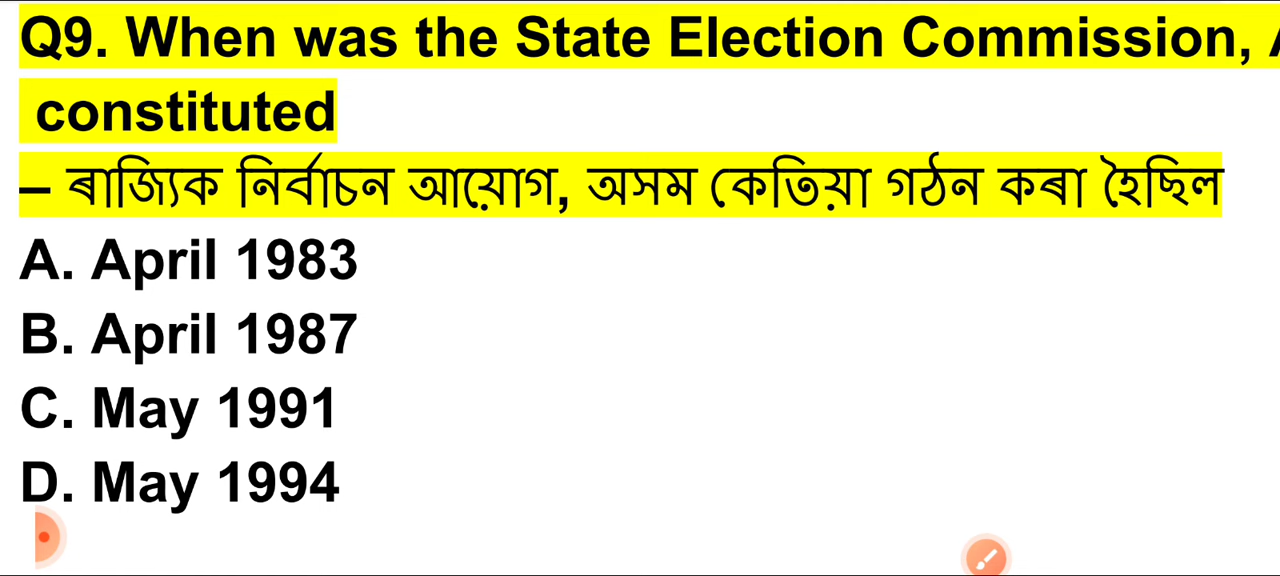 Q9. When was the State Election Commission,
constituted
– ৰাজ্যিক নিৰ্বাচন আয়োগ, অসম কেতিয়া গঠন কৰা হৈছিল
A. April 1983
B. April 1987
C. May 1991
D. May 1994